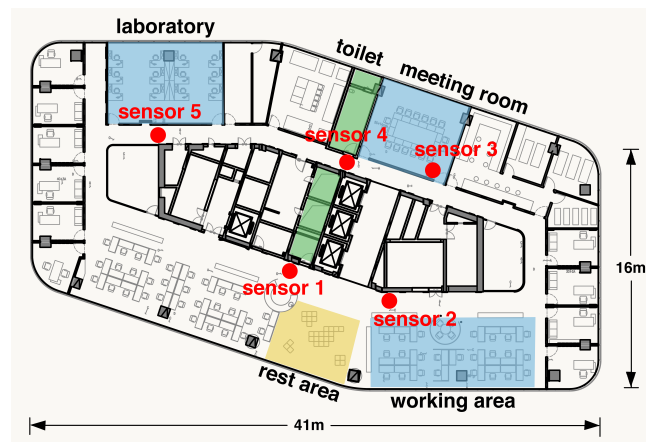 laboratory
toilet
meeting room
sensor 5
sensor 4
sensor 3
sensor 1
sensor 2
16m
rest area
working area
41m